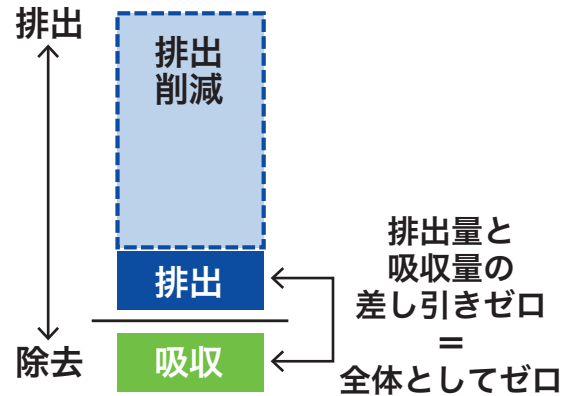 排出
排出
削減
排出
除去
吸収
排出量と
吸収量の
差し引きゼロ
＝
全体としてゼロ